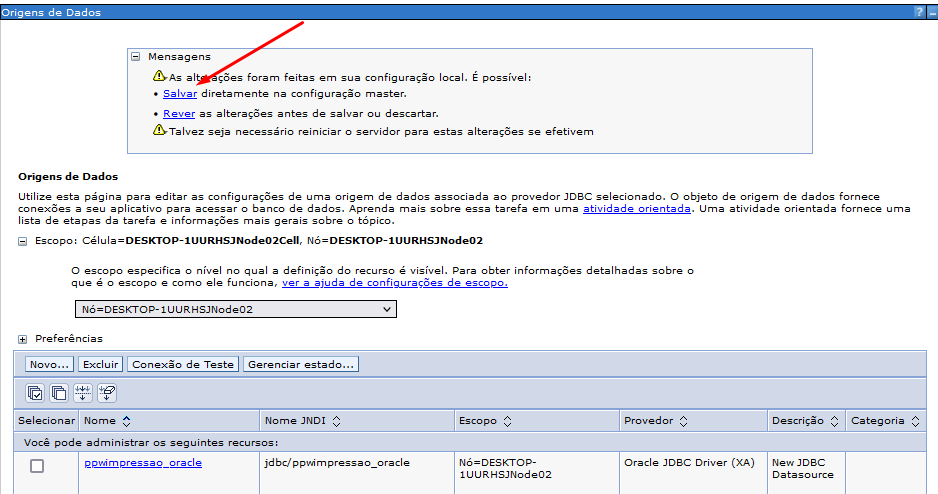 Origens de Dados ? –
Mensagens
As alterações foram feitas em sua configuração local. É possível:
• Salvar diretamente na configuração master.
• Rever as alterações antes de salvar ou descartar.
Talvez seja necessário reiniciar o servidor para estas alterações se efetivem
Origens de Dados
Utilize esta página para editar as configurações de uma origem de dados associada ao provedor JDBC selecionado. O objeto de origem de dados fornece
conexões a seu aplicativo para acessar o banco de dados. Aprenda mais sobre essa tarefa em uma atividade orientada. Uma atividade orientada fornece uma
lista de etapas da tarefa e informações mais gerais sobre o tópico.
Escopo: Célula=DESKTOP-1UURHSJNode02Cell, Nó=DESKTOP-1UURHSJNode02
O escopo especifica o nível no qual a definição do recurso é visível. Para obter informações detalhadas sobre o
que é o escopo e como ele funciona, ver a ajuda de configurações de escopo.
Nó=DESKTOP-1UURHSJNode02
Preferências
Novo... Excluir Conexão de Teste Gerenciar estado...
Selecionar Nome Nome JNDI Escopo Provedor Descrição Categoria
Você pode administrar os seguintes recursos:
ppwimpressao_oracle jdbc/ppwimpressao_oracle Nó=DESKTOP- Oracle JDBC Driver (XA) New JDBC
1UURHSJNode02 Datasource